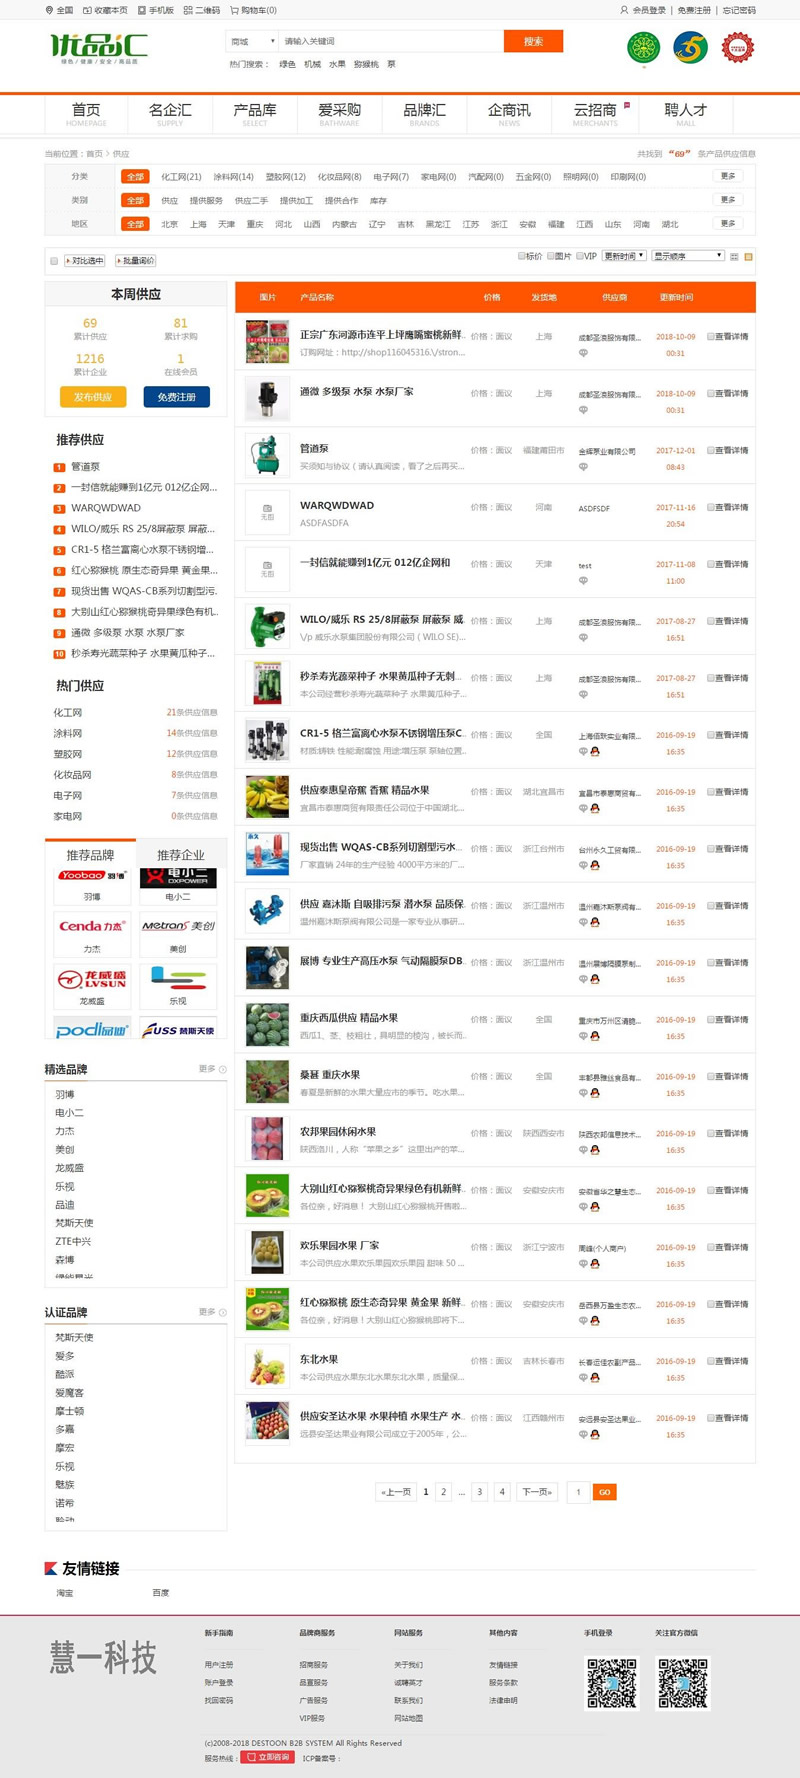 全国 收藏本页 手机版 二维码 购物车(0) 会员登录 | 免费注册 | 忘记密码
优品汇
绿色 / 健康 / 安全 / 高品质
商城 请输入关键词 搜索
热门搜索： 绿色 机械 水果 猕猴桃 泵
首页 名企汇 产品库 爱采购 品牌汇 企商讯 云招商 聘人才
HOMEPAGE SUPPLY SELECT BATHWARE BRANDS NEWS MERCHANTS MALL
当前位置：首页 > 供应 共找到 “69” 条产品供应信息
分类 全部 化工网(21) 涂料网(14) 塑胶网(12) 化妆品网(8) 电子网(7) 家电网(0) 汽配网(0) 五金网(0) 照明网(0) 印刷网(0) 更多
类别 全部 供应 提供服务 供应二手 提供加工 提供合作 库存 更多
地区 全部 北京 上海 天津 重庆 河北 山西 内蒙古 辽宁 吉林 黑龙江 江苏 浙江 安徽 福建 江西 山东 河南 湖北 更多
对比选中 批量询价 标价 图片 VIP 更新时间 显示顺序
本周供应
69 81
累计供应 累计求购
1216 1
累计企业 在线会员
发布供应 免费注册
推荐供应
1 管道泵
2 一封信就能赚到1亿元 012亿企网...
3 WARQWDWAD
4 WILO/威乐 RS 25/8屏蔽泵 屏蔽...
5 CR1-5 格兰富离心水泵不锈钢增...
6 红心猕猴桃 原生态奇异果 黄金果...
7 现货出售 WQAS-CB系列切割型污...
8 大别山红心猕猴桃奇异果绿色有机...
9 通微 多级泵 水泵 水泵厂家
10 秒杀寿光蔬菜种子 水果黄瓜种子...
热门供应
化工网 21条供应信息
涂料网 14条供应信息
塑胶网 12条供应信息
化妆品网 8条供应信息
电子网 7条供应信息
家电网 0条供应信息
推荐品牌 推荐企业
Yoobao 羽博 电小二 DXPOWER
羽博 电小二
Cenda 力杰 Metrans 美创
力杰 美创
龙威盛 LVSUN
龙威盛 乐视
podi 品迪 FUSS 梵斯天使
精选品牌 更多
羽博
电小二
力杰
美创
龙威盛
乐视
品迪
梵斯天使
ZTE中兴
森博
认证品牌 更多
梵斯天使
爱多
酷派
爱魔客
摩士顿
多嘉
摩宏
乐视
魅族
诺希
图片 产品名称 价格 发货地 供应商 更新时间
正宗广东河源市连平上坪鹰嘴蜜桃新鲜.. 价格：面议 上海 成都圣浪服饰有限... 2018-10-09 查看详情
订购网址：http://shop116045316.\/stron... 00:31
通微 多级泵 水泵 水泵厂家 价格：面议 上海 成都圣浪服饰有限... 2018-10-09 查看详情
00:31
管道泵 价格：面议 福建莆田市 金辉泵业有限公司 2017-12-01 查看详情
买须知与协议（请认真阅读，看了之后再买... 08:43
无图 WARQWDWAD 价格：面议 河南 ASDFSDF 2017-11-16 查看详情
ASDFASDFA 20:54
无图 一封信就能赚到1亿元 012亿企网和 价格：面议 天津 test 2017-11-08 查看详情
11:00
WILO/威乐 RS 25/8屏蔽泵 屏蔽泵 威.. 价格：面议 上海 成都圣浪服饰有限... 2017-08-27 查看详情
\/p 威乐水泵集团股份有限公司（WILO SE)... 16:51
秒杀寿光蔬菜种子 水果黄瓜种子无刺... 价格：面议 上海 成都圣浪服饰有限... 2017-08-27 查看详情
本公司经营秒杀寿光蔬菜种子 水果黄瓜种子... 16:51
CR1-5 格兰富离心水泵不锈钢增压泵C.. 价格：面议 全国 上海佰跃实业有限... 2016-09-19 查看详情
材质:铸铁 性能:耐腐蚀 用途:增压泵 泵轴位置.. 16:35
供应泰惠皇帝蕉 香蕉 精品水果 价格：面议 湖北宜昌市 宜昌市泰惠商贸有... 2016-09-19 查看详情
宜昌市泰惠商贸有限责任公司位于中国湖北... 16:35
现货出售 WQAS-CB系列切割型污水... 价格：面议 浙江台州市 台州永久工贸有限... 2016-09-19 查看详情
厂家直销 24年的生产经验 4000平方米的厂... 16:35
供应 嘉沐斯 自吸排污泵 潜水泵 品质保.. 价格：面议 浙江温州市 温州嘉沐斯泵阀有... 2016-09-19 查看详情
温州嘉沐斯泵阀有限公司是一家专业从事研... 16:35
展博 专业生产高压水泵 气动隔膜泵DB.. 价格：面议 浙江温州市 温州展博隔膜泵制... 2016-09-19 查看详情
16:35
重庆西瓜供应 精品水果 价格：面议 全国 重庆市万州区清脆... 2016-09-19 查看详情
西瓜1、茎、枝粗壮，具明显的棱沟，被长而.. 16:35
桑葚 重庆水果 价格：面议 全国 丰都县雅丝食品有... 2016-09-19 查看详情
春夏是新鲜的水果大量应市的季节。吃水果... 16:35
农邦果园休闲水果 价格：面议 陕西西安市 陕西农邦信息技术... 2016-09-19 查看详情
陕西洛川，人称“苹果之乡”这里出产的苹... 16:35
大别山红心猕猴桃奇异果绿色有机新鲜.. 价格：面议 安徽安庆市 安徽省华之慧生态... 2016-09-19 查看详情
各位亲，好消息！ 大别山红心猕猴桃开售啦... 16:35
欢乐果园水果 厂家 价格：面议 浙江宁波市 周峰(个人商户) 2016-09-19 查看详情
本公司供应水果欢乐果园欢乐果园 甜味 50 ... 16:35
红心猕猴桃 原生态奇异果 黄金果 新鲜.. 价格：面议 安徽安庆市 岳西县万盈生态农... 2016-09-19 查看详情
各位亲，好消息！大别山红心猕猴桃即将下... 16:35
东北水果 价格：面议 吉林长春市 长春运佳农副产品... 2016-09-19 查看详情
本公司供应水果东北水果东北水果，质量保... 16:35
供应安圣达水果 水果种植 水果生产 水.. 价格：面议 江西赣州市 安远县安圣达果业... 2016-09-19 查看详情
远县安圣达果业有限公司成立于2005年，公... 16:35
«上一页 1 2 ... 3 4 下一页» 1 GO
友情链接
淘宝 百度
慧一科技
新手指南 品牌商服务 网站服务 其他内容 手机登录 关注官方微信
用户注册 招商服务 关于我们 友情链接
账户登录 品宣服务 诚聘英才 服务条款
找回密码 广告服务 联系我们 法律申明
VIP服务 网站地图
(c)2008-2018 DESTOON B2B SYSTEM All Rights Reserved
服务热线： 立即咨询 ICP备案号：